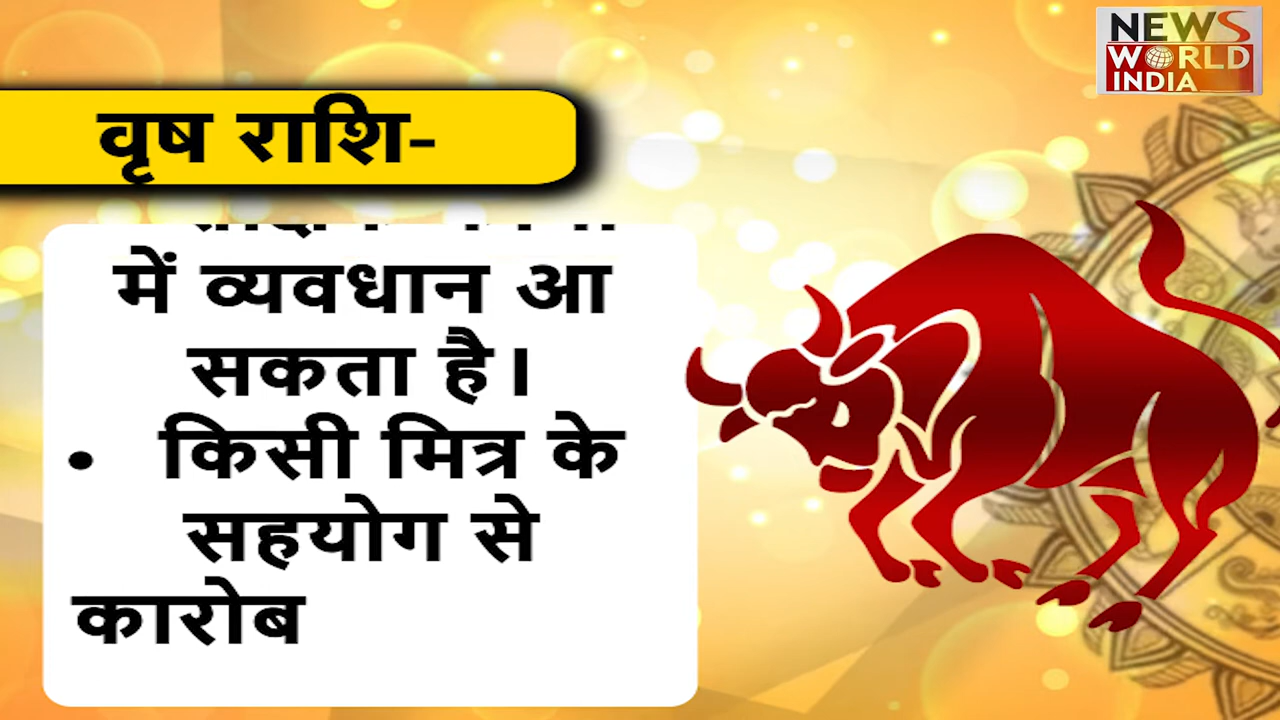 NEWS
WORLD
INDIA
वृष राशि-
में व्यवधान आ
सकता है।
• किसी मित्र के
सहयोग से
कारोब